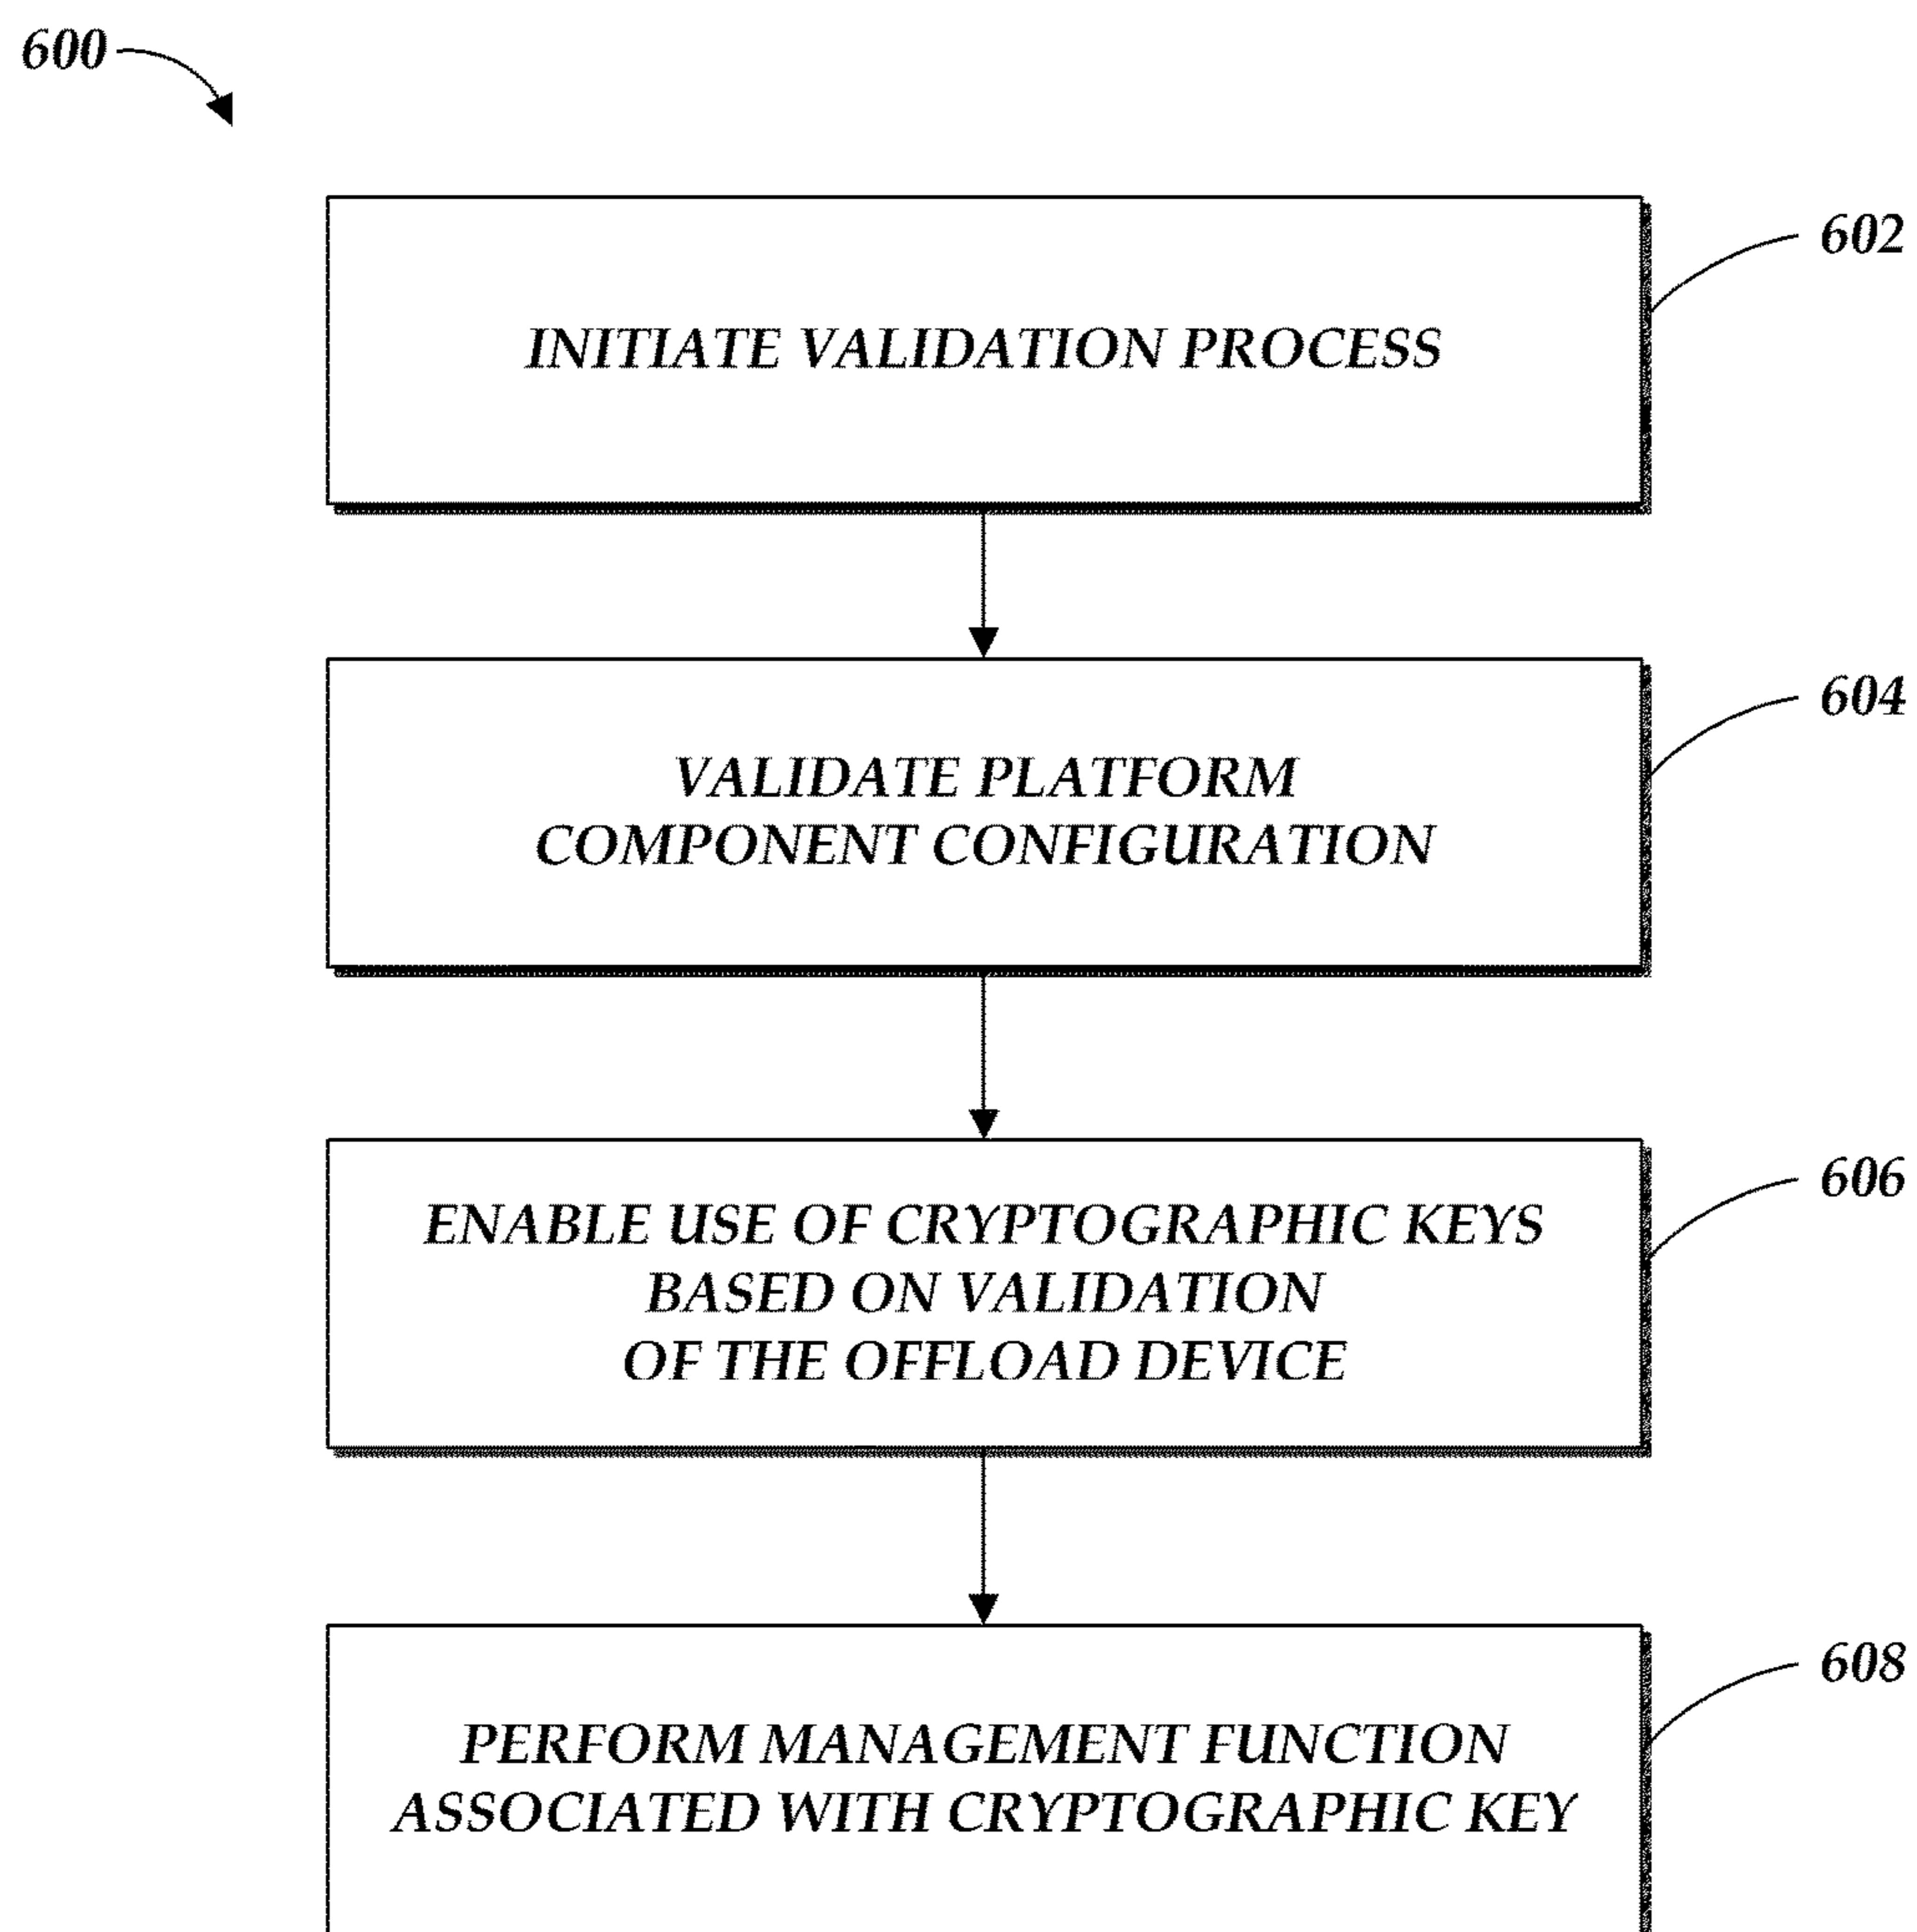 600
602
INITIATE VALIDATION PROCESS
604
VALIDATE PLATFORM
COMPONENT CONFIGURATION
606
ENABLE USE OF CRYPTOGRAPHIC KEYS
BASED ON VALIDATION
OF THE OFFLOAD DEVICE
608
PERFORM MANAGEMENT FUNCTION
ASSOCIATED WITH CRYPTOGRAPHIC KEY